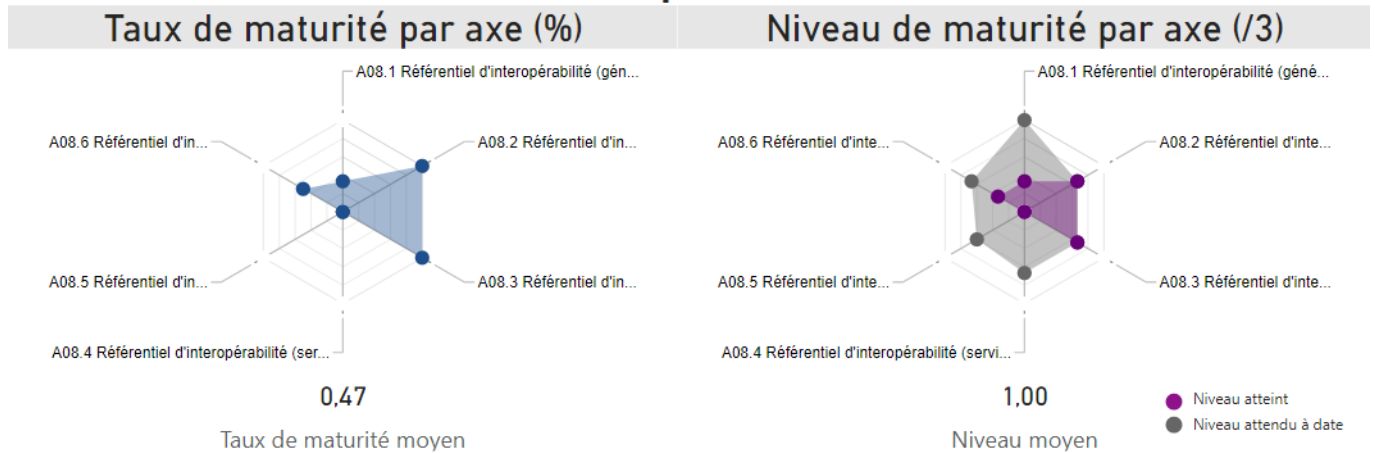 Taux de maturité par axe (%)
A08.1 Référentiel d'interopérabilité (gén...
A08.6 Référentiel d'in...
A08.2 Référentiel d'in...
A08.5 Référentiel d'in...
A08.3 Référentiel d'in...
A08.4 Référentiel d'interopérabilité (ser...
0,47
Taux de maturité moyen
Niveau de maturité par axe (/3)
A08.1 Référentiel d'interopérabilité (géné...
A08.6 Référentiel d'inte...
A08.2 Référentiel d'inte...
A08.5 Référentiel d'inte...
A08.3 Référentiel d'inte...
A08.4 Référentiel d'interopérabilité (servi...
1,00
Niveau moyen
Niveau atteint
Niveau attendu à date